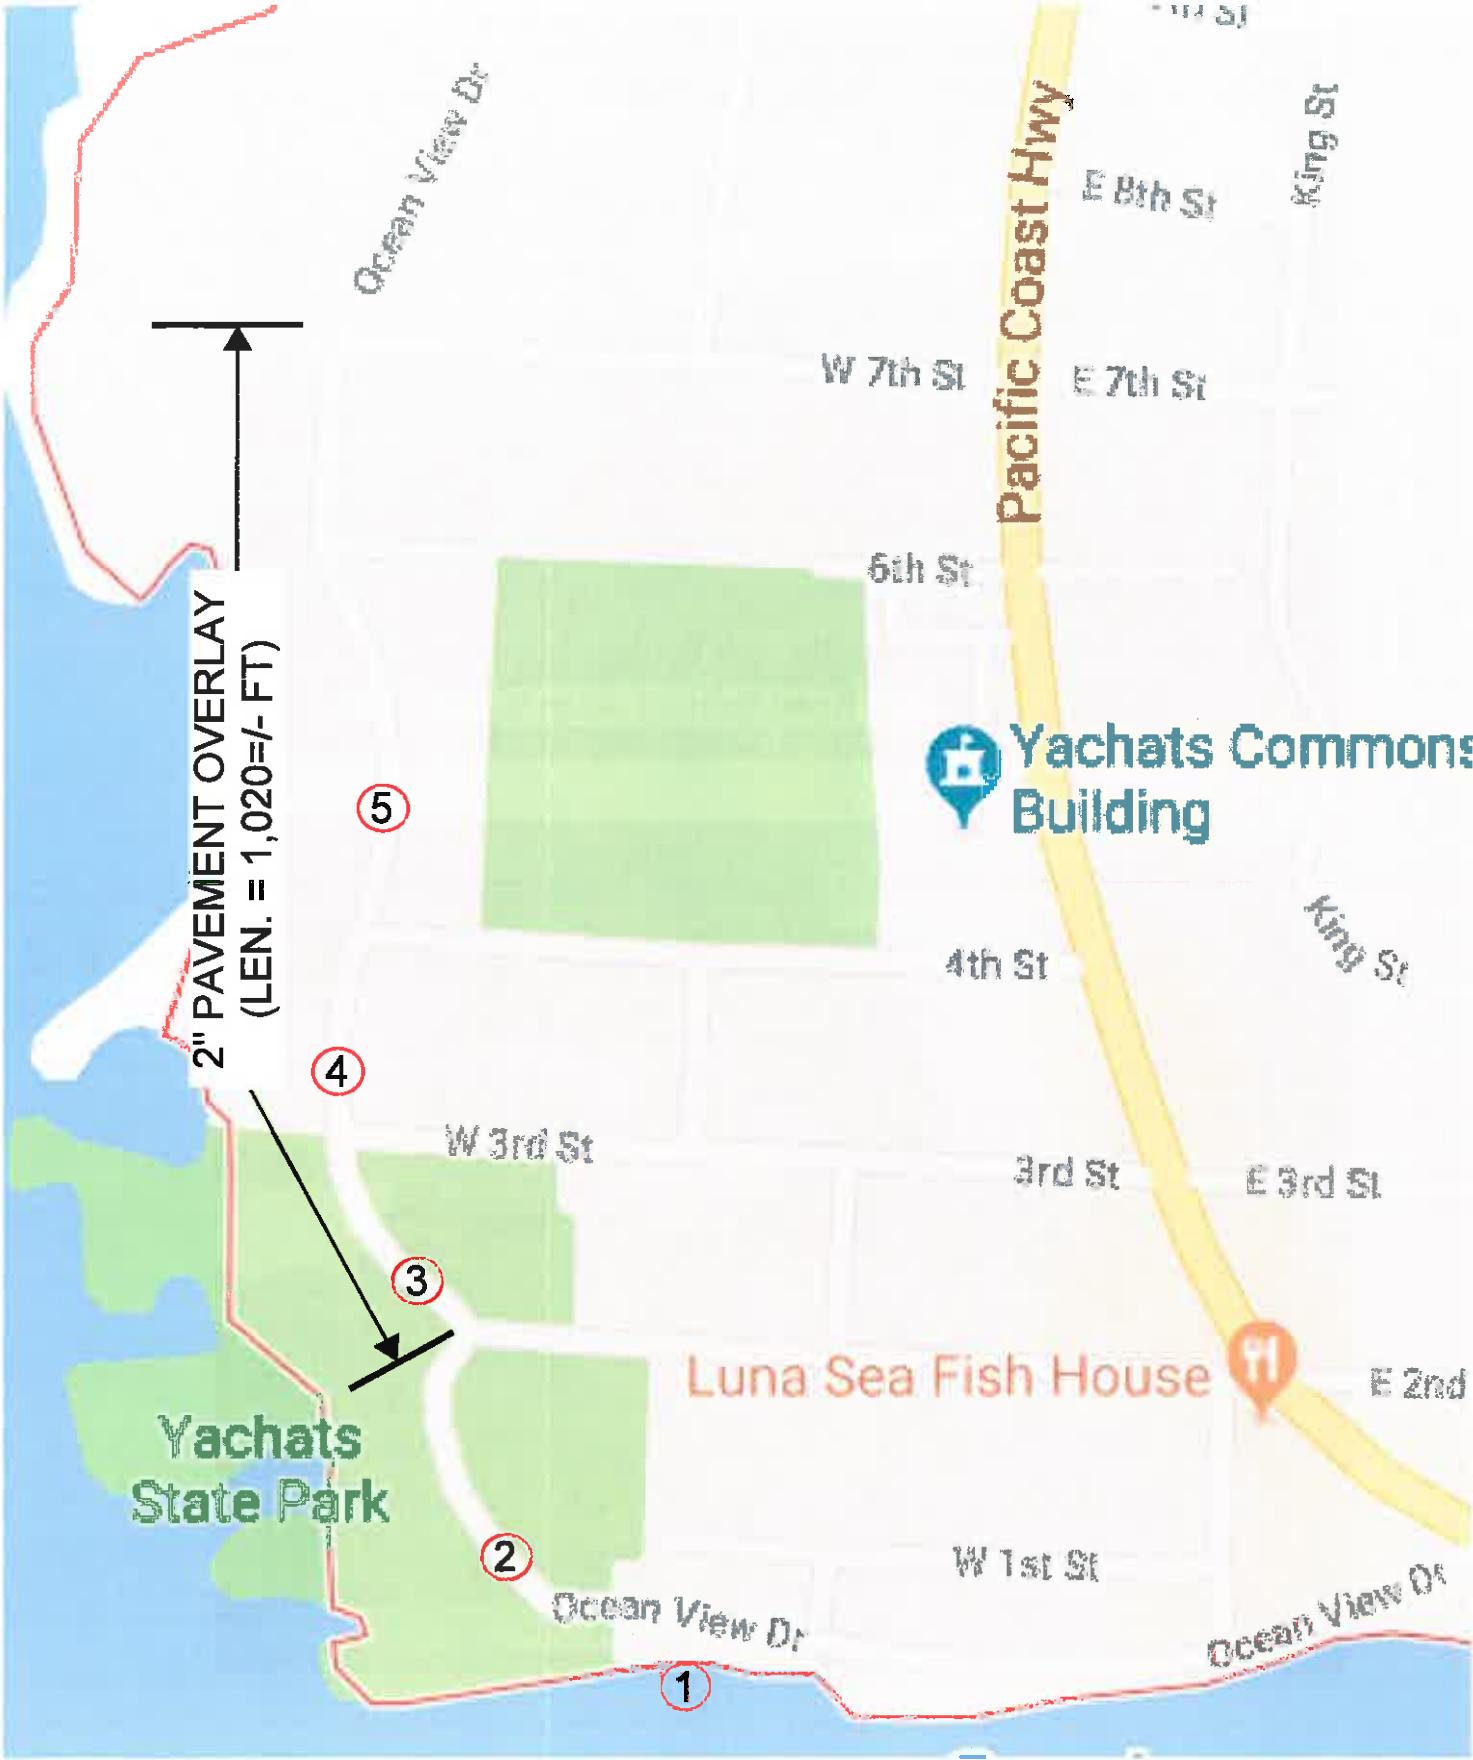 Ocean View Dr
Pacific Coast Hwy
King St
E 8th St
W 7th St
E 7th St
6th St
2" PAVEMENT OVERLAY
(LEN. = 1,020=/- FT)
Yachats Commons
Building
5
King St
4th St
4
W 3rd St
3rd St
E 3rd St
3
Luna Sea Fish House
E 2nd
Yachats
State Park
2
W 1st St
Ocean View Dr
Ocean View Dr
1